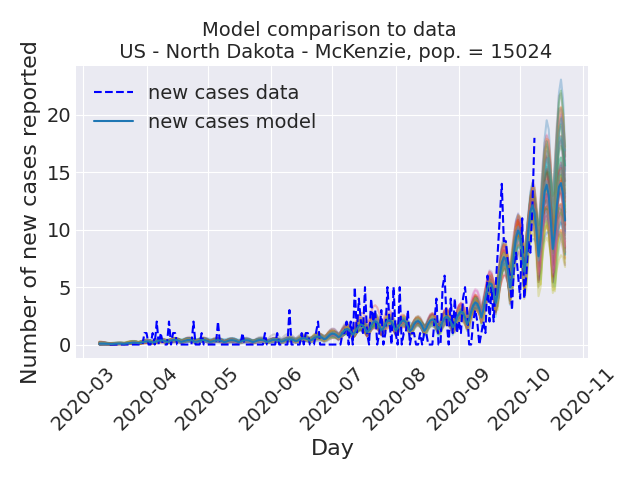 Model comparison to data
US - North Dakota - McKenzie, pop. = 15024
Number of new cases reported
20
15
10
5
0
new cases data
new cases model
2020-03
2020-04
2020-05
2020-06
2020-07
2020-08
2020-09
2020-10
2020-11
Day